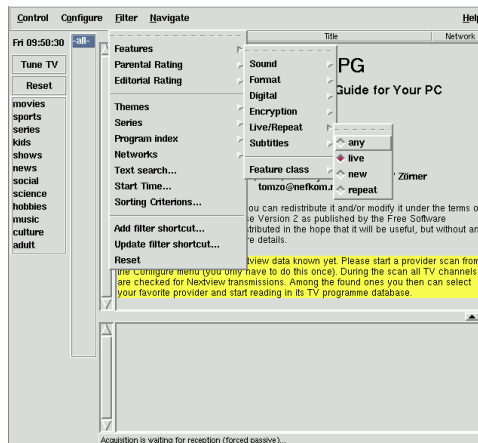 Control Configure Filter Navigate Help
Fri 09:50:30
-all-
Title
Network
Tune TV
Reset
movies
sports
series
kids
shows
news
social
science
hobbies
music
culture
adult
Features
Parental Rating
Editorial Rating
Themes
Series
Program index
Networks
Text search...
Start Time...
Sorting Criterions...
Add filter shortcut...
Update filter shortcut...
Reset
Sound
Format
Digital
Encryption
Live/Repeat
Subtitles
Feature class
any
live
new
repeat
PG
Guide for Your PC
Zörner
tomzo@nefkom.
ou can redistribute it and/or modify it under the terms o
Version 2 as published by the Free Software
tributed in the hope that it will be useful, but without an
re details.
tview data known yet. Please start a provider scan from
the Configure menu (you only have to do this once). During the scan all TV channels
are checked for Nextview transmissions. Among the found ones you then can select
your favorite provider and start reading in its TV programme database.
Acquisition is waiting for reception (forced passive)...